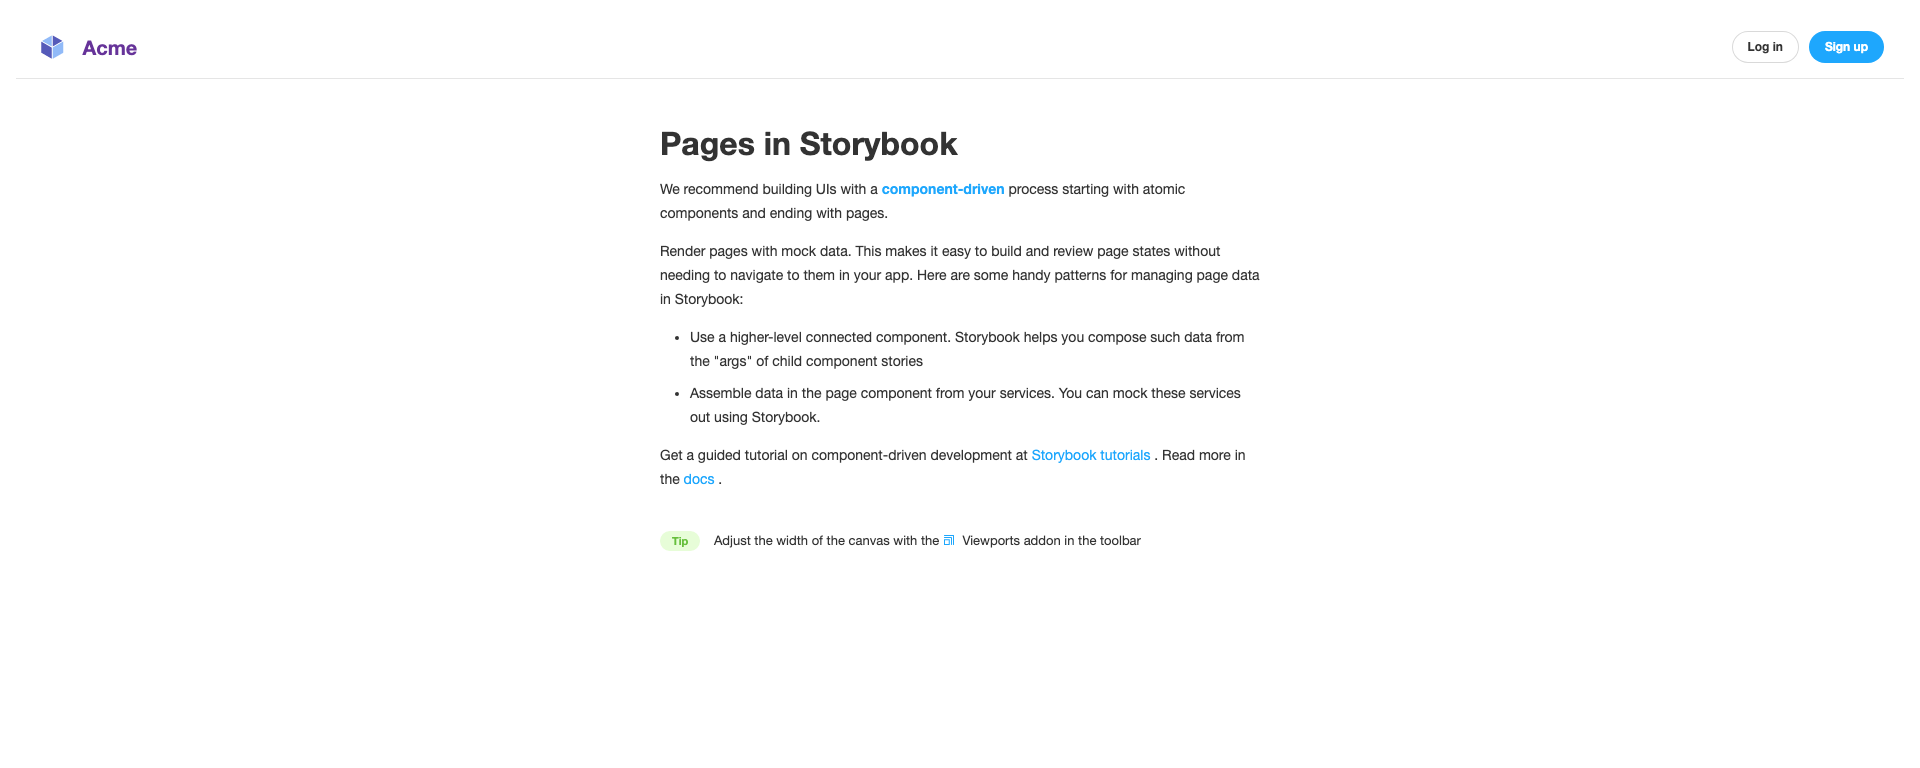 Acme
Log in
Sign up
Pages in Storybook
We recommend building UIs with a component-driven process starting with atomic
components and ending with pages.
Render pages with mock data. This makes it easy to build and review page states without
needing to navigate to them in your app. Here are some handy patterns for managing page data
in Storybook:
• Use a higher-level connected component. Storybook helps you compose such data from
the "args" of child component stories
• Assemble data in the page component from your services. You can mock these services
out using Storybook.
Get a guided tutorial on component-driven development at Storybook tutorials . Read more in
the docs .
Tip Adjust the width of the canvas with the Viewports addon in the toolbar